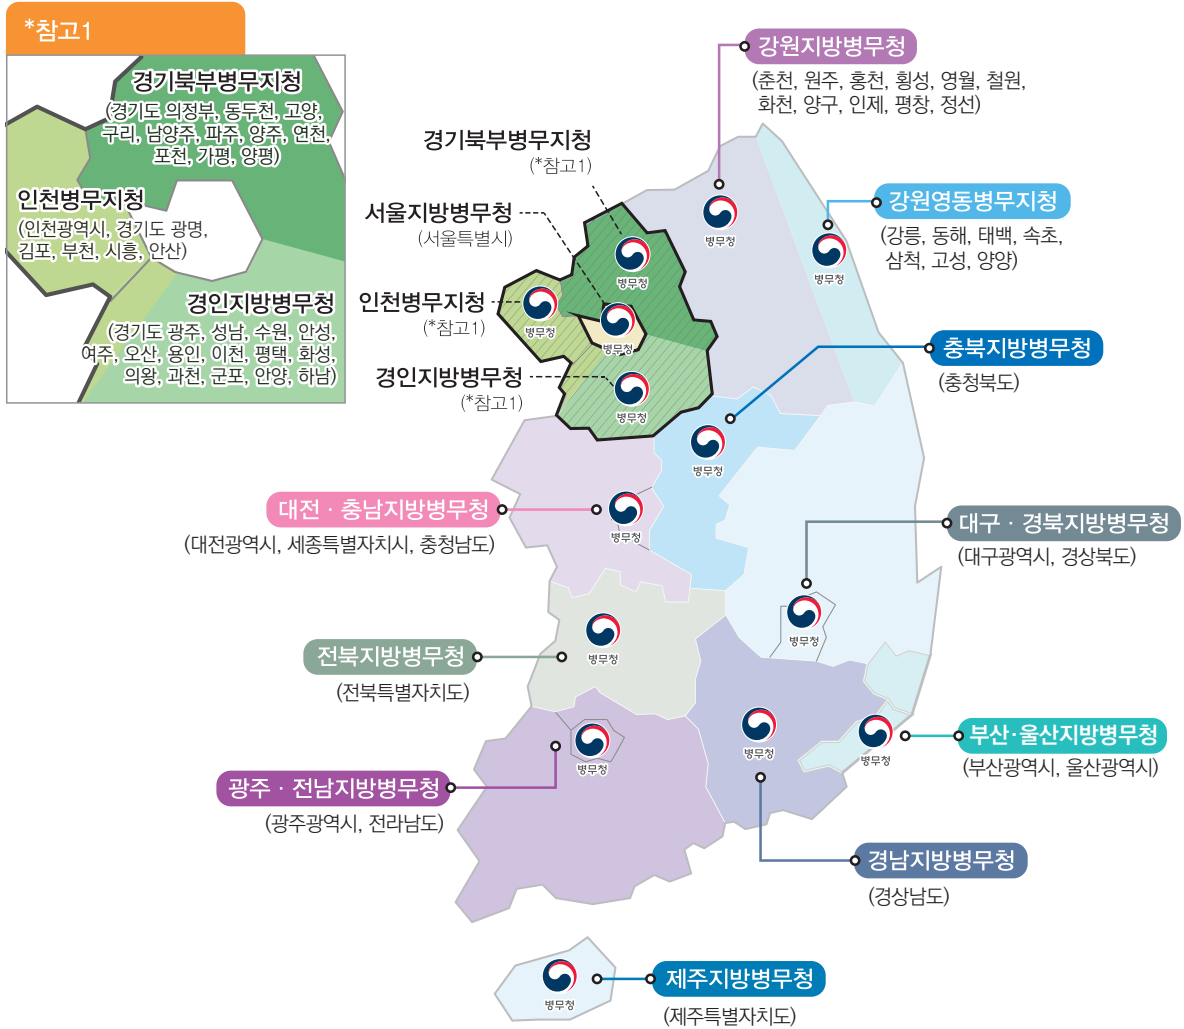 *참고1
경기북부병무지청
(경기도 의정부, 동두천, 고양,
구리, 남양주, 파주, 양주, 연천,
포천, 가평, 양평)
인천병무지청
(인천광역시, 경기도 광명,
김포, 부천, 시흥, 안산)
경인지방병무청
(경기도 광주, 성남, 수원, 안성,
여주, 오산, 용인, 이천, 평택, 화성,
의왕, 과천, 군포, 안양, 하남)
강원지방병무청
(춘천, 원주, 홍천, 횡성, 영월, 철원,
화천, 양구, 인제, 평창, 정선)
경기북부병무지청
(*참고1)
서울지방병무청
(서울특별시)
강원영동병무지청
(강릉, 동해, 태백, 속초,
삼척, 고성, 양양)
병무청
병무청
병무청
인천병무지청
(*참고1)
병무청
병무청
경인지방병무청
(*참고1)
병무청
충북지방병무청
(충청북도)
병무청
대전 · 충남지방병무청
(대전광역시, 세종특별자치시, 충청남도)
병무청
대구 · 경북지방병무청
(대구광역시, 경상북도)
병무청
전북지방병무청
(전북특별자치도)
병무청
부산·울산지방병무청
(부산광역시, 울산광역시)
병무청
병무청
광주 · 전남지방병무청
(광주광역시, 전라남도)
병무청
경남지방병무청
(경상남도)
제주지방병무청
(제주특별자치도)
병무청